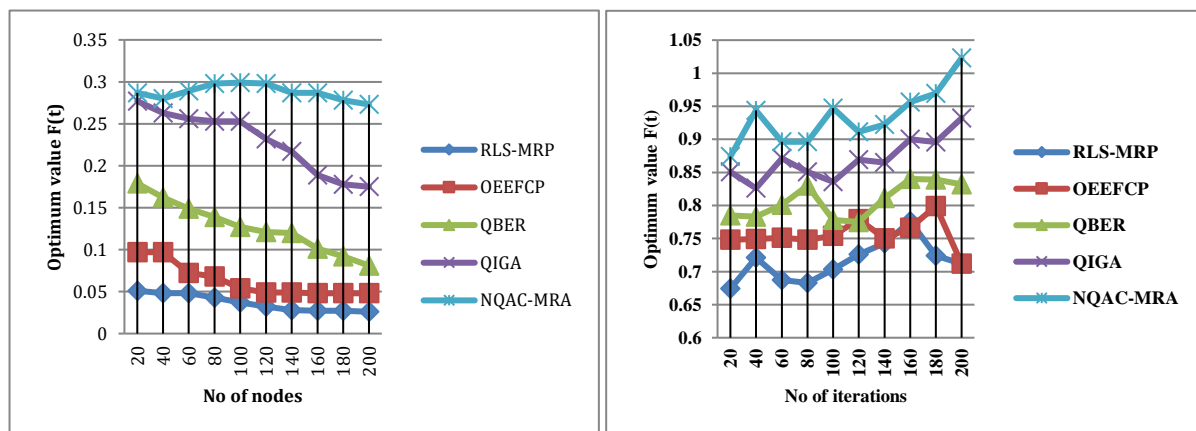 Optimum value F(t)
0.35
0.3
0.25
0.2
0.15
0.1
0.05
0
20
40
60
80
100
120
140
160
180
200
No of nodes
RLS-MRP
OEEFCP
QBER
QIGA
NQAC-MRA
Optimum value F(t)
1.05
1
0.95
0.9
0.85
0.8
0.75
0.7
0.65
0.6
20
40
60
80
100
120
140
160
180
200
No of iterions
RLS-MRP
OEEFCP
QBER
QIGA
NQAC-MRA